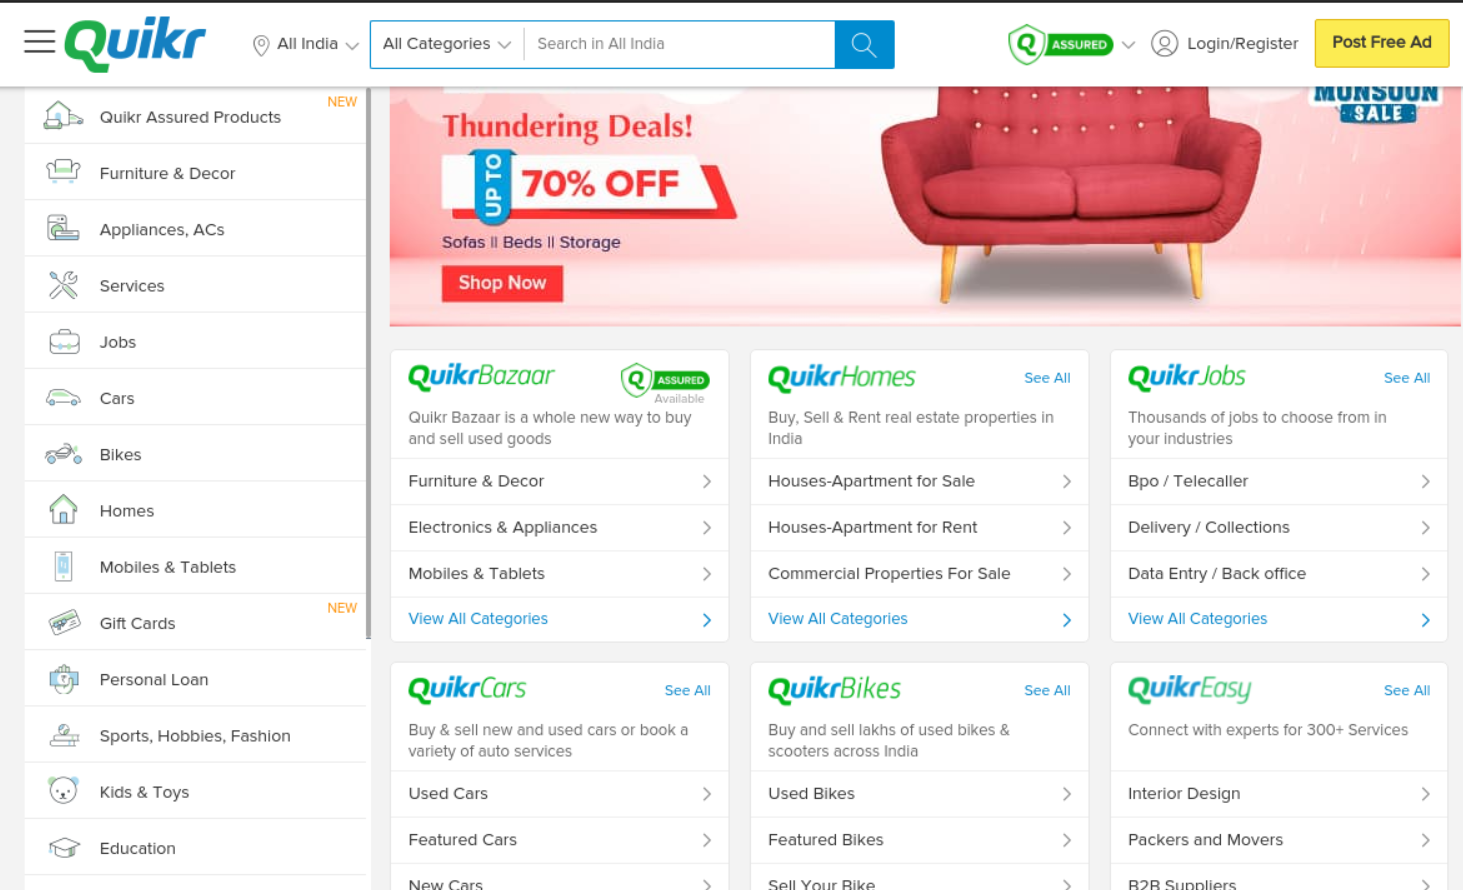 Quikr
All India
All Categories
Search in All India
Q ASSURED
Login/Register
Post Free Ad
NEW
Quikr Assured Products
Furniture & Decor
Appliances, ACs
Services
Jobs
Cars
Bikes
Homes
Mobiles & Tablets
NEW
Gift Cards
Personal Loan
Sports, Hobbies, Fashion
Kids & Toys
Education
MONSOON
SALE
Thundering Deals!
UP TO
70% OFF
Sofas || Beds || Storage
Shop Now
QuikrBazaar
Q ASSURED
Available
Quikr Bazaar is a whole new way to buy
and sell used goods
Furniture & Decor
Electronics & Appliances
Mobiles & Tablets
View All Categories
QuikrHomes
See All
Buy, Sell & Rent real estate properties in
India
Houses-Apartment for Sale
Houses-Apartment for Rent
Commercial Properties For Sale
View All Categories
QuikrJobs
See All
Thousands of jobs to choose from in
your industries
Bpo / Telecaller
Delivery / Collections
Data Entry / Back office
View All Categories
QuikrCars
See All
Buy & sell new and used cars or book a
variety of auto services
Used Cars
Featured Cars
New Cars
QuikrBikes
See All
Buy and sell lakhs of used bikes &
scooters across India
Used Bikes
Featured Bikes
Sell Your Bike
QuikrEasy
See All
Connect with experts for 300+ Services
Interior Design
Packers and Movers
B2B Suppliers